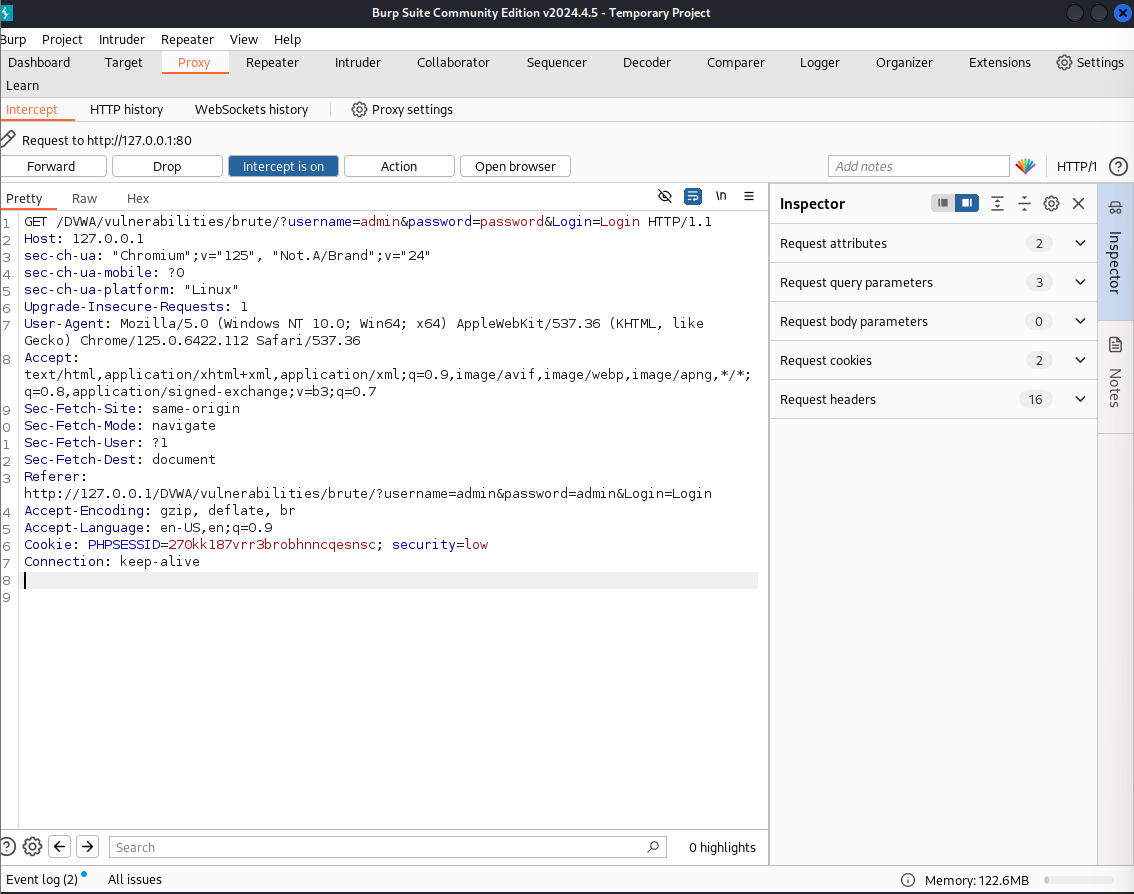 Burp Suite Community Edition v2024.4.5 - Temporary Project
Burp Project Intruder Repeater View Help
Dashboard Target Proxy Repeater Intruder Collaborator Sequencer Decoder Comparer Logger Organizer Extensions Settings
Learn
Intercept HTTP history WebSockets history Proxy settings
Request to http://127.0.0.1:80
Forward Drop Intercept is on Action Open browser Add notes HTTP/1 ?
Pretty Raw Hex \n
Inspector
1 GET /DVWA/vulnerabilities/brute/?username=admin&password=password&Login=Login HTTP/1.1
2 Host: 127.0.0.1
3 sec-ch-ua: "Chromium";v="125", "Not.A/Brand";v="24"
4 sec-ch-ua-mobile: ?0
5 sec-ch-ua-platform: "Linux"
6 Upgrade-Insecure-Requests: 1
7 User-Agent: Mozilla/5.0 (Windows NT 10.0; Win64; x64) AppleWebKit/537.36 (KHTML, like
Gecko) Chrome/125.0.6422.112 Safari/537.36
8 Accept:
text/html,application/xhtml+xml,application/xml;q=0.9,image/avif,image/webp,image/apng,*/*;
q=0.8,application/signed-exchange;v=b3;q=0.7
9 Sec-Fetch-Site: same-origin
0 Sec-Fetch-Mode: navigate
1 Sec-Fetch-User: ?1
2 Sec-Fetch-Dest: document
3 Referer:
http://127.0.0.1/DVWA/vulnerabilities/brute/?username=admin&password=admin&Login=Login
4 Accept-Encoding: gzip, deflate, br
5 Accept-Language: en-US,en;q=0.9
6 Cookie: PHPSESSID=270kk187vrr3brobhnncqesnsc; security=low
7 Connection: keep-alive
8
9
Request attributes 2
Request query parameters 3
Request body parameters 0
Request cookies 2
Request headers 16
Inspector
Notes
? Search 0 highlights
Event log (2) All issues Memory: 122.6MB